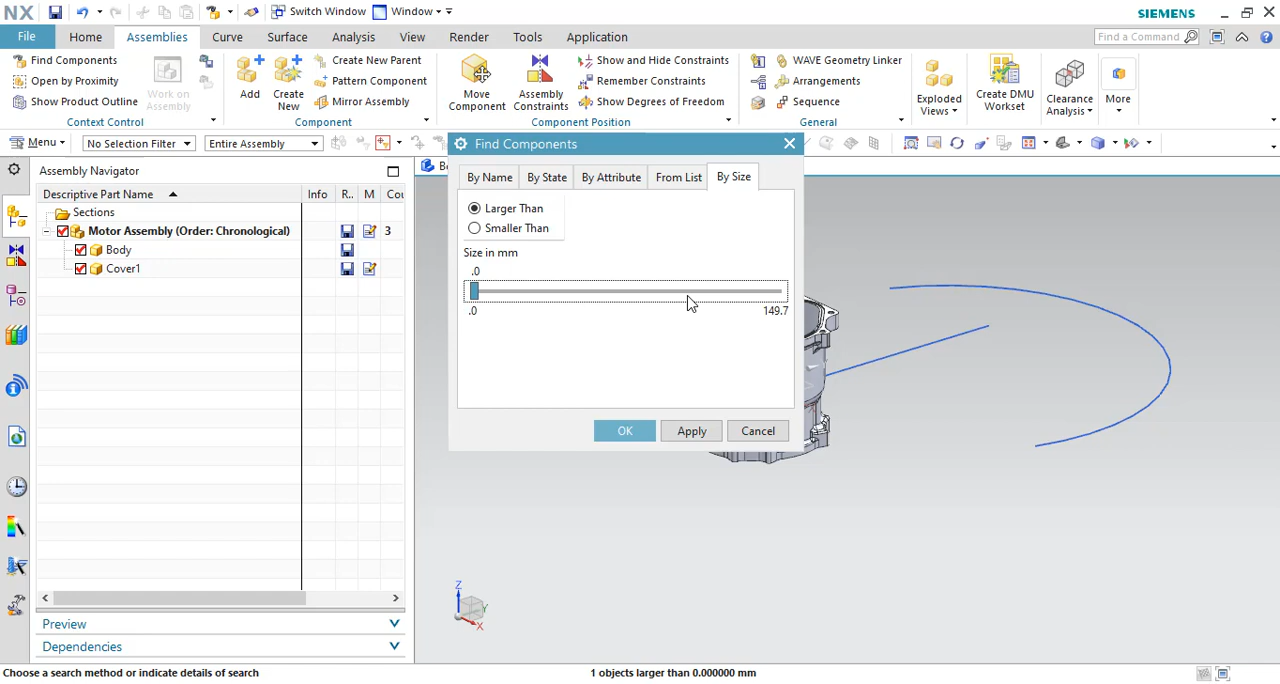 NX Switch Window Window SIEMENS
File Home Assemblies Curve Surface Analysis View Render Tools Application Find a Command
Find Components
Open by Proximity
Show Product Outline
Work on Assembly
Context Control
Add
Create New
Create New Parent
Pattern Component
Mirror Assembly
Component
Move Component
Assembly Constraints
Show and Hide Constraints
Remember Constraints
Show Degrees of Freedom
Component Position
WAVE Geometry Linker
Arrangements
Sequence
General
Exploded Views
Create DMU Workset
Clearance Analysis
More
Menu No Selection Filter Entire Assembly
Assembly Navigator
Descriptive Part Name Info R.. M Cou
Sections
Motor Assembly (Order: Chronological) 3
Body
Cover1
Preview
Dependencies
Find Components
By Name By State By Attribute From List By Size
Larger Than
Smaller Than
Size in mm
.0
.0 149.7
OK Apply Cancel
Z
Y
X
Choose a search method or indicate details of search 1 objects larger than 0.000000 mm